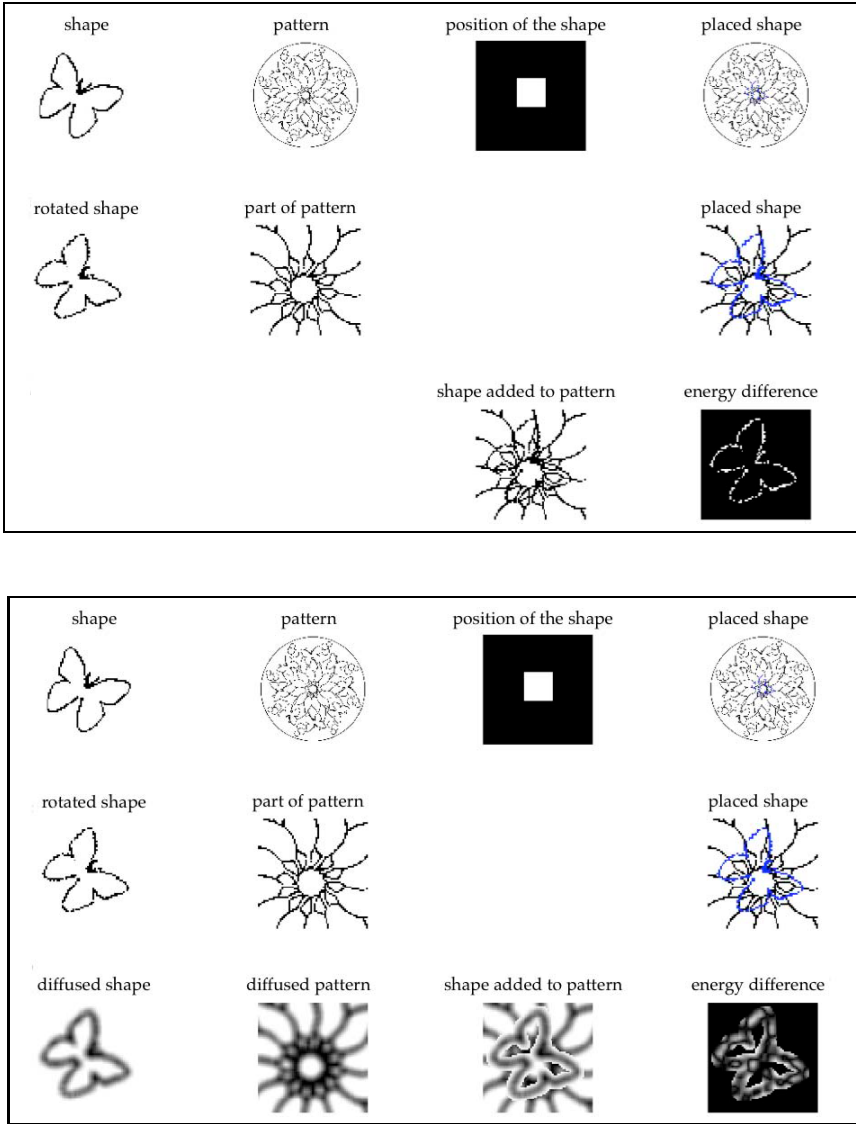 shape pattern position of the shape placed shape
rotated shape part of pattern placed shape
shape added to pattern energy difference
shape pattern position of the shape placed shape
rotated shape part of pattern placed shape
diffused shape diffused pattern shape added to pattern energy difference